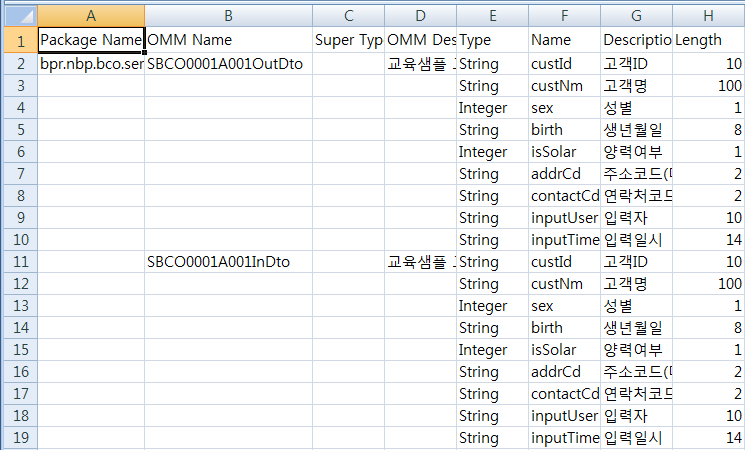 A B C D E F G H
1 Package Name OMM Name Super Typ OMM Des Type Name Descriptio Length
2 bpr.nbp.bco.ser SBCO0001A001OutDto 교육샘플 String custId 고객ID 10
3 String custNm 고객명 100
4 Integer sex 성별 1
5 String birth 생년월일 8
6 Integer isSolar 양력여부 1
7 String addrCd 주소코드( 2
8 String contactCd 연락처코드 2
9 String inputUser 입력자 10
10 String inputTime 입력일시 14
11 SBCO0001A001InDto 교육샘플 String custId 고객ID 10
12 String custNm 고객명 100
13 Integer sex 성별 1
14 String birth 생년월일 8
15 Integer isSolar 양력여부 1
16 String addrCd 주소코드( 2
17 String contactCd 연락처코드 2
18 String inputUser 입력자 10
19 String inputTime 입력일시 14